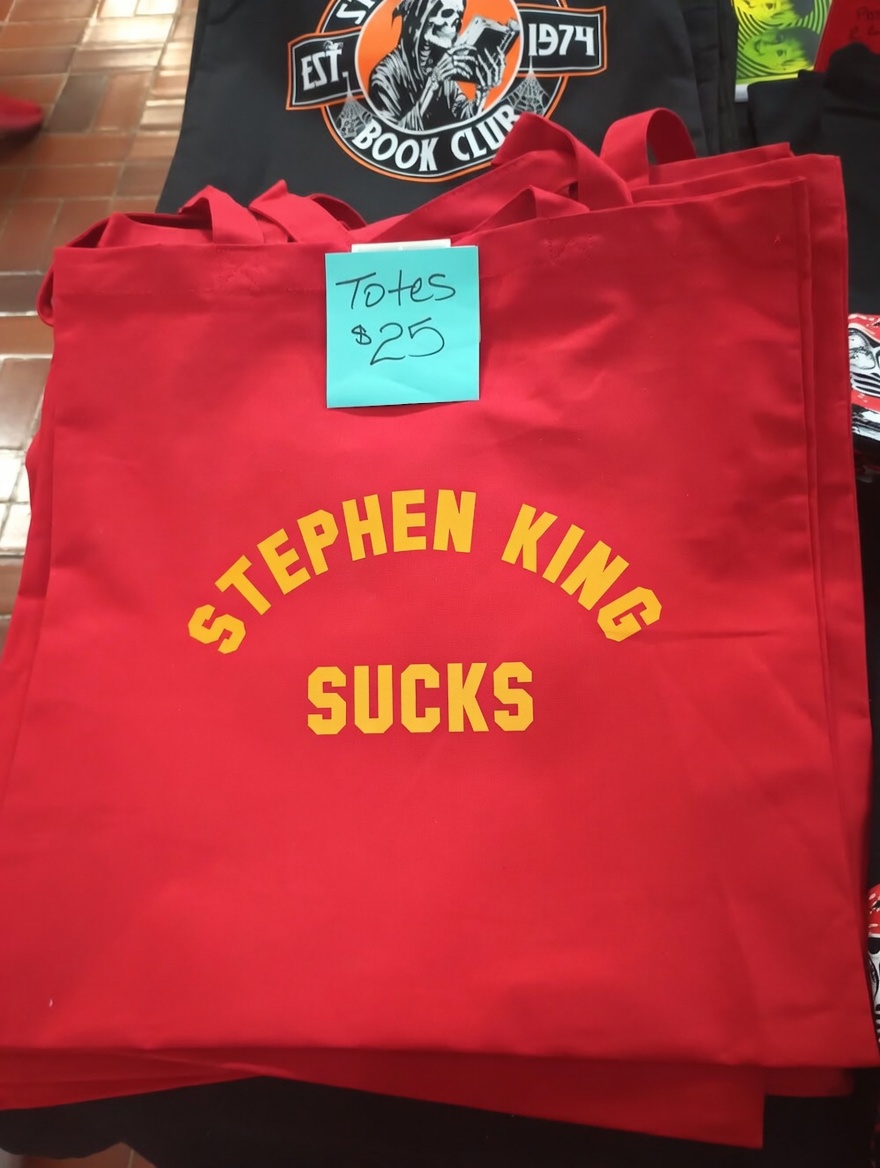 EST.
1974
BOOK CLUB
Totes
$25
STEPHEN KING
SUCKS